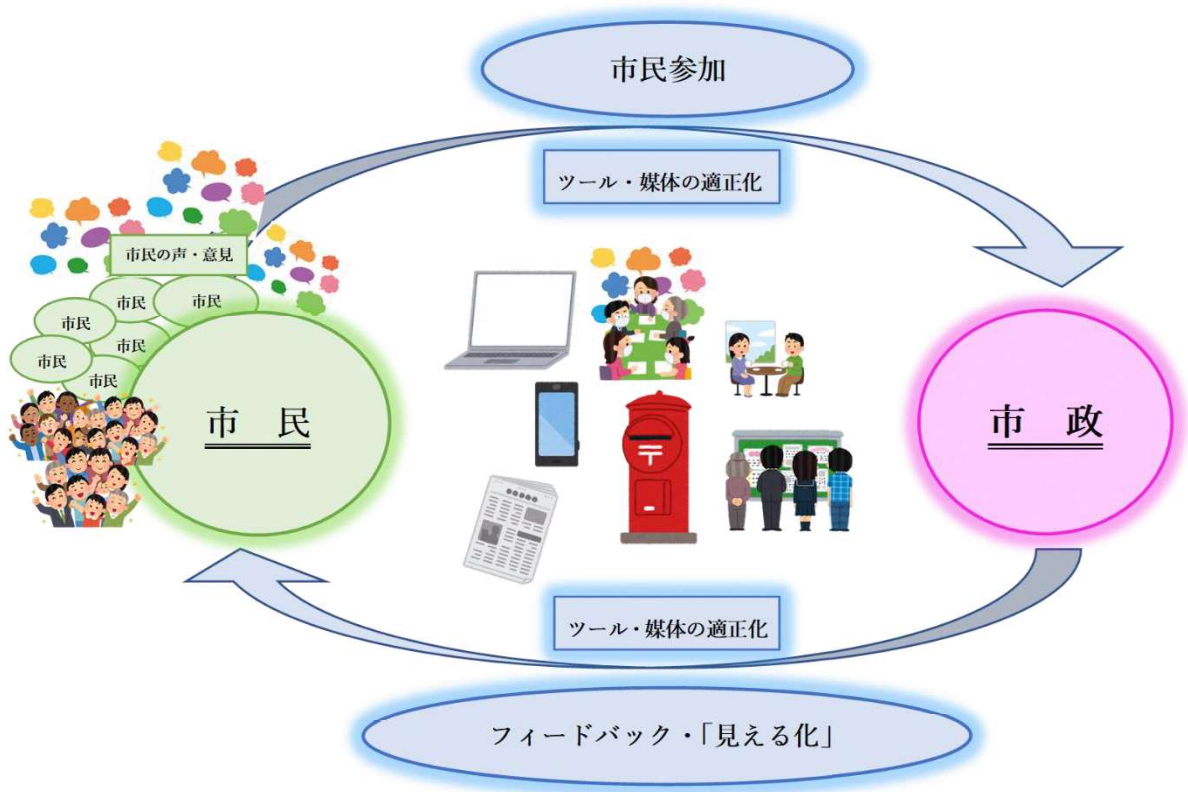 市民参加
ツール・媒体の適正化
市民の声・意見
市民
市民
市民
市民
市民
市民
市　民
市　政
〒
ツール・媒体の適正化
フィードバック・「見える化」